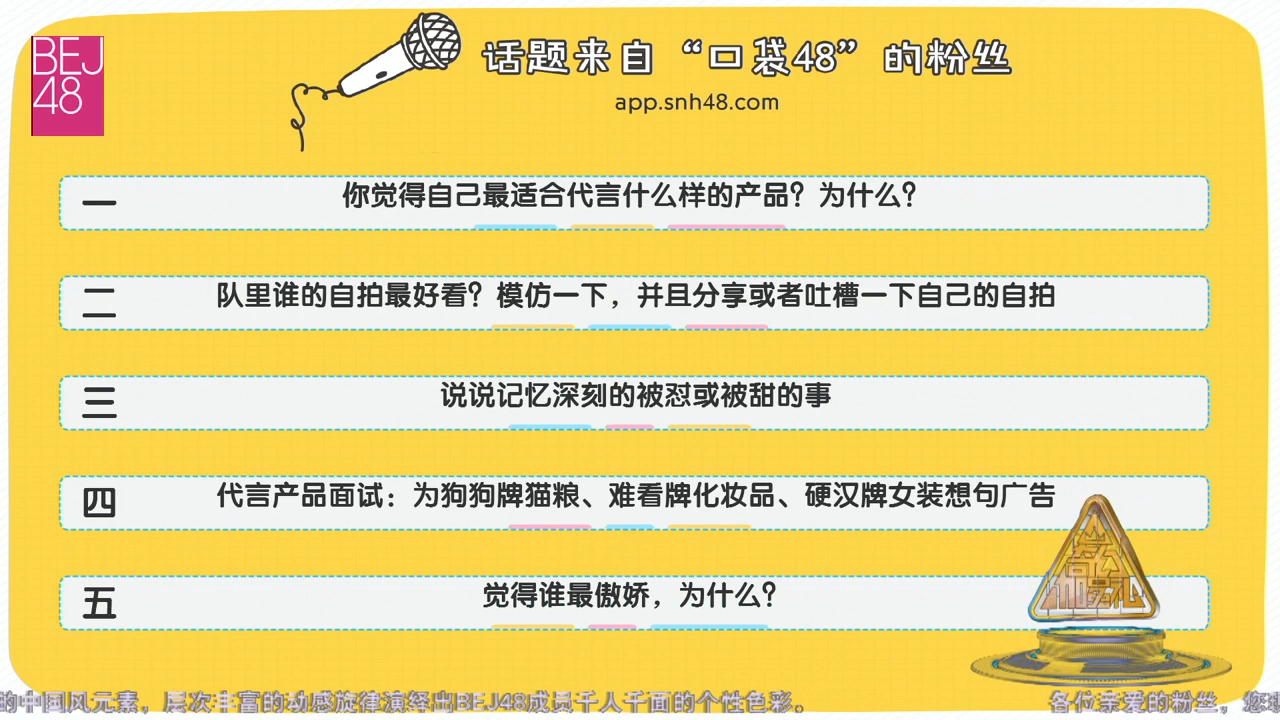 BEJ
48
话题来自“口袋48”的粉丝
app.snh48.com
一 你觉得自己最适合代言什么样的产品？为什么？
二 队里谁的自拍最好看？模仿一下，并且分享或者吐槽一下自己的自拍
三 说说记忆深刻的被怼或被甜的事
四 代言产品面试：为狗狗牌猫粮、难看牌化妆品、硬汉牌女装想句广告
五 觉得谁最傲娇，为什么？
的中国风元素，层次丰富的动感旋律演绎出BEJ48成员千人千面的个性色彩。 各位亲爱的粉丝，您